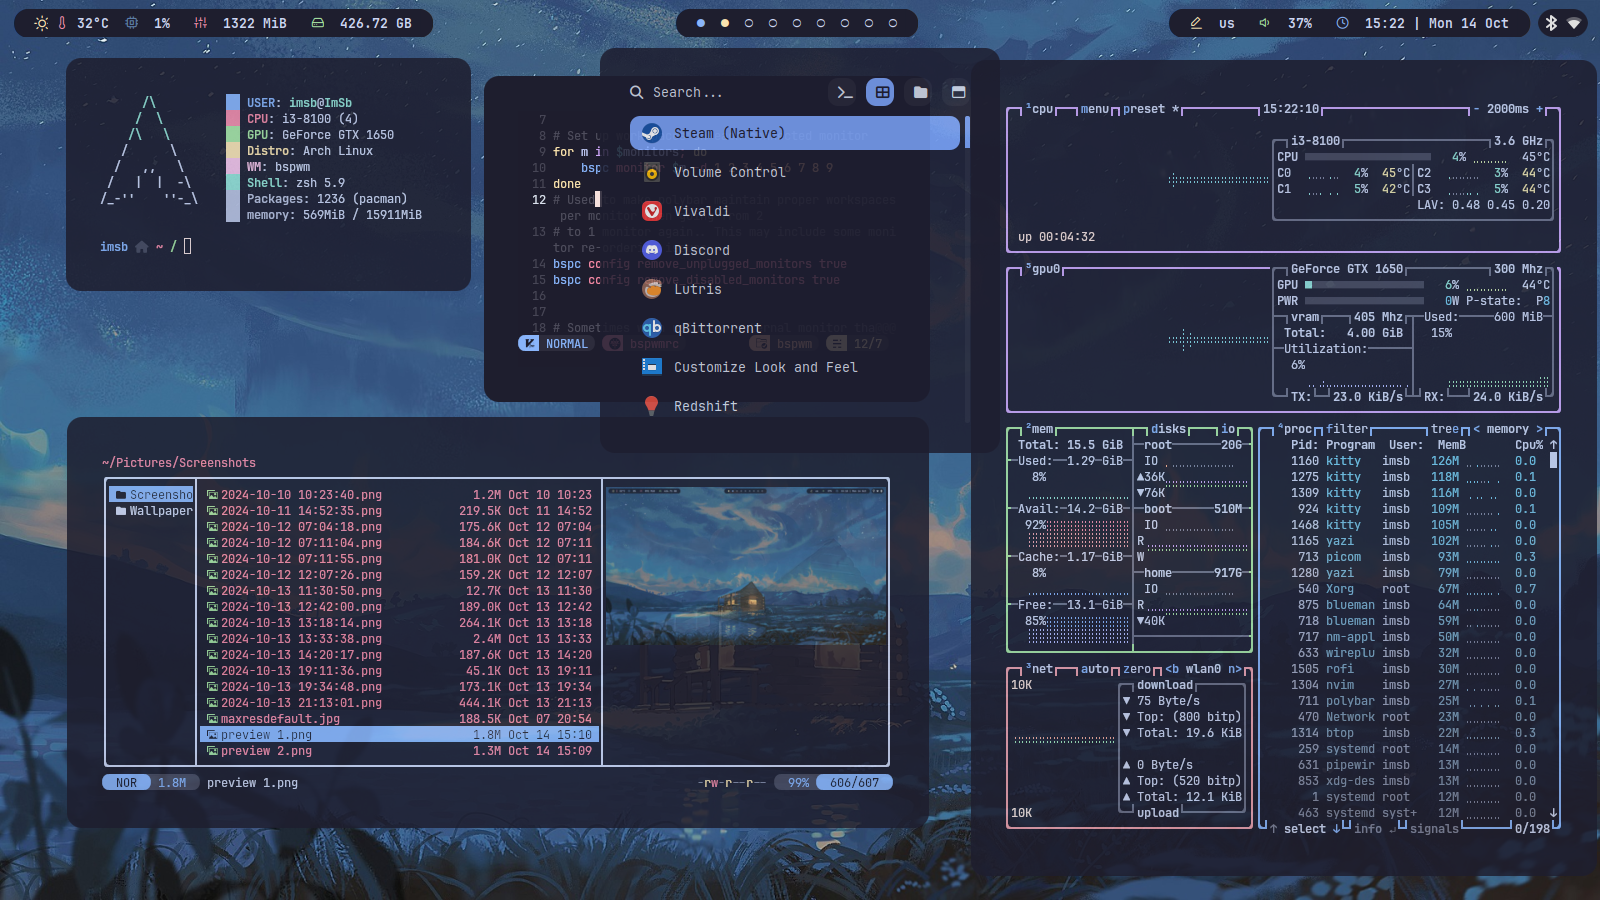 32°C 1% 1322 MiB 426.72 GB
us 37% 15:22 | Mon 14 Oct
USER: imsb@ImSb
CPU: i3-8100 (4)
GPU: GeForce GTX 1650
Distro: Arch Linux
WM: bspwm
Shell: zsh 5.9
Packages: 1236 (pacman)
memory: 569MiB / 15911MiB
imsb ~ /
Search...
Steam (Native)
Volume Control
Vivaldi
Discord
Lutris
qBittorrent
Customize Look and Feel
Redshift
7
8 # Set u
9 for m in $monitors; do
10 bspc monitor 1 2 3 4 5 6 7 8 9
11 done
12 # Used maintain proper workspaces
per mo
13 # to 1 This may include some moni
tor re
14 bspc config remove_unplugged_monitors true
15 bspc config remove_disabled_monitors true
16
17
18 # Somet
NORMAL bspwmrc bspwm 12/7
~/Pictures/Screenshots
Screensho
Wallpaper
2024-10-10 10:23:40.png 1.2M Oct 10 10:23
2024-10-11 14:52:35.png 219.5K Oct 11 14:52
2024-10-12 07:04:18.png 175.6K Oct 12 07:04
2024-10-12 07:11:04.png 184.6K Oct 12 07:11
2024-10-12 07:11:55.png 181.0K Oct 12 07:11
2024-10-12 12:07:26.png 159.2K Oct 12 12:07
2024-10-13 11:30:50.png 12.7K Oct 13 11:30
2024-10-13 12:42:00.png 189.0K Oct 13 12:42
2024-10-13 13:18:14.png 264.1K Oct 13 13:18
2024-10-13 13:33:38.png 2.4M Oct 13 13:33
2024-10-13 14:20:17.png 187.6K Oct 13 14:20
2024-10-13 19:11:36.png 45.1K Oct 13 19:11
2024-10-13 19:34:48.png 173.1K Oct 13 19:34
2024-10-13 21:13:01.png 444.1K Oct 13 21:13
maxresdefault.jpg 188.5K Oct 07 20:54
preview 1.png 1.8M Oct 14 15:10
preview 2.png 1.3M Oct 14 15:09
NOR 1.8M preview 1.png -rw-r--r-- 99% 606/607
¹cpu menu preset * 15:22:10 - 2000ms +
i3-8100 3.6 GHz
CPU 4% 45°C
C0 4% 45°C C2 3% 44°C
C1 5% 42°C C3 5% 44°C
LAV: 0.48 0.45 0.20
up 00:04:32
⁵gpu0 GeForce GTX 1650 300 Mhz
GPU 6% 44°C
PWR 0W P-state: P8
vram 405 Mhz Used: 600 MiB
Total: 4.00 GiB 15%
Utilization:
6%
TX: 23.0 KiB/s RX: 24.0 KiB/s
²mem disks io
Total: 15.5 GiB root 20G
Used: 1.29 GiB IO
8% ▲36K
▼76K
Avail: 14.2 GiB boot 510M
92% IO
R
Cache: 1.17 GiB W
8% home 917G
IO
Free: 13.1 GiB R
85% ▼40K
³net auto zero <b wlan0 n>
10K download
▼ 75 Byte/s
▼ Top: (800 bitp)
▼ Total: 19.6 KiB
▲ 0 Byte/s
▲ Top: (520 bitp)
▲ Total: 12.1 KiB
10K upload
⁴proc filter tree < memory >
Pid: Program User: MemB Cpu% ↑
1160 kitty imsb 126M 0.0
1275 kitty imsb 118M 0.1
1309 kitty imsb 116M 0.0
924 kitty imsb 109M 0.1
1468 kitty imsb 105M 0.0
1165 yazi imsb 102M 0.0
713 picom imsb 93M 0.3
1280 yazi imsb 79M 0.0
540 Xorg root 67M 0.7
875 blueman imsb 64M 0.0
718 blueman imsb 59M 0.0
717 nm-appl imsb 50M 0.0
633 wireplu imsb 32M 0.0
1505 rofi imsb 30M 0.0
1304 nvim imsb 27M 0.0
711 polybar imsb 25M 0.1
470 Network root 23M 0.0
1314 btop imsb 22M 0.3
259 systemd root 14M 0.0
631 pipewir imsb 13M 0.0
853 xdg-des imsb 13M 0.0
1 systemd root 12M 0.0
463 systemd syst+ 12M 0.0 ↓
↑ select ↓ info ↵ signals 0/198